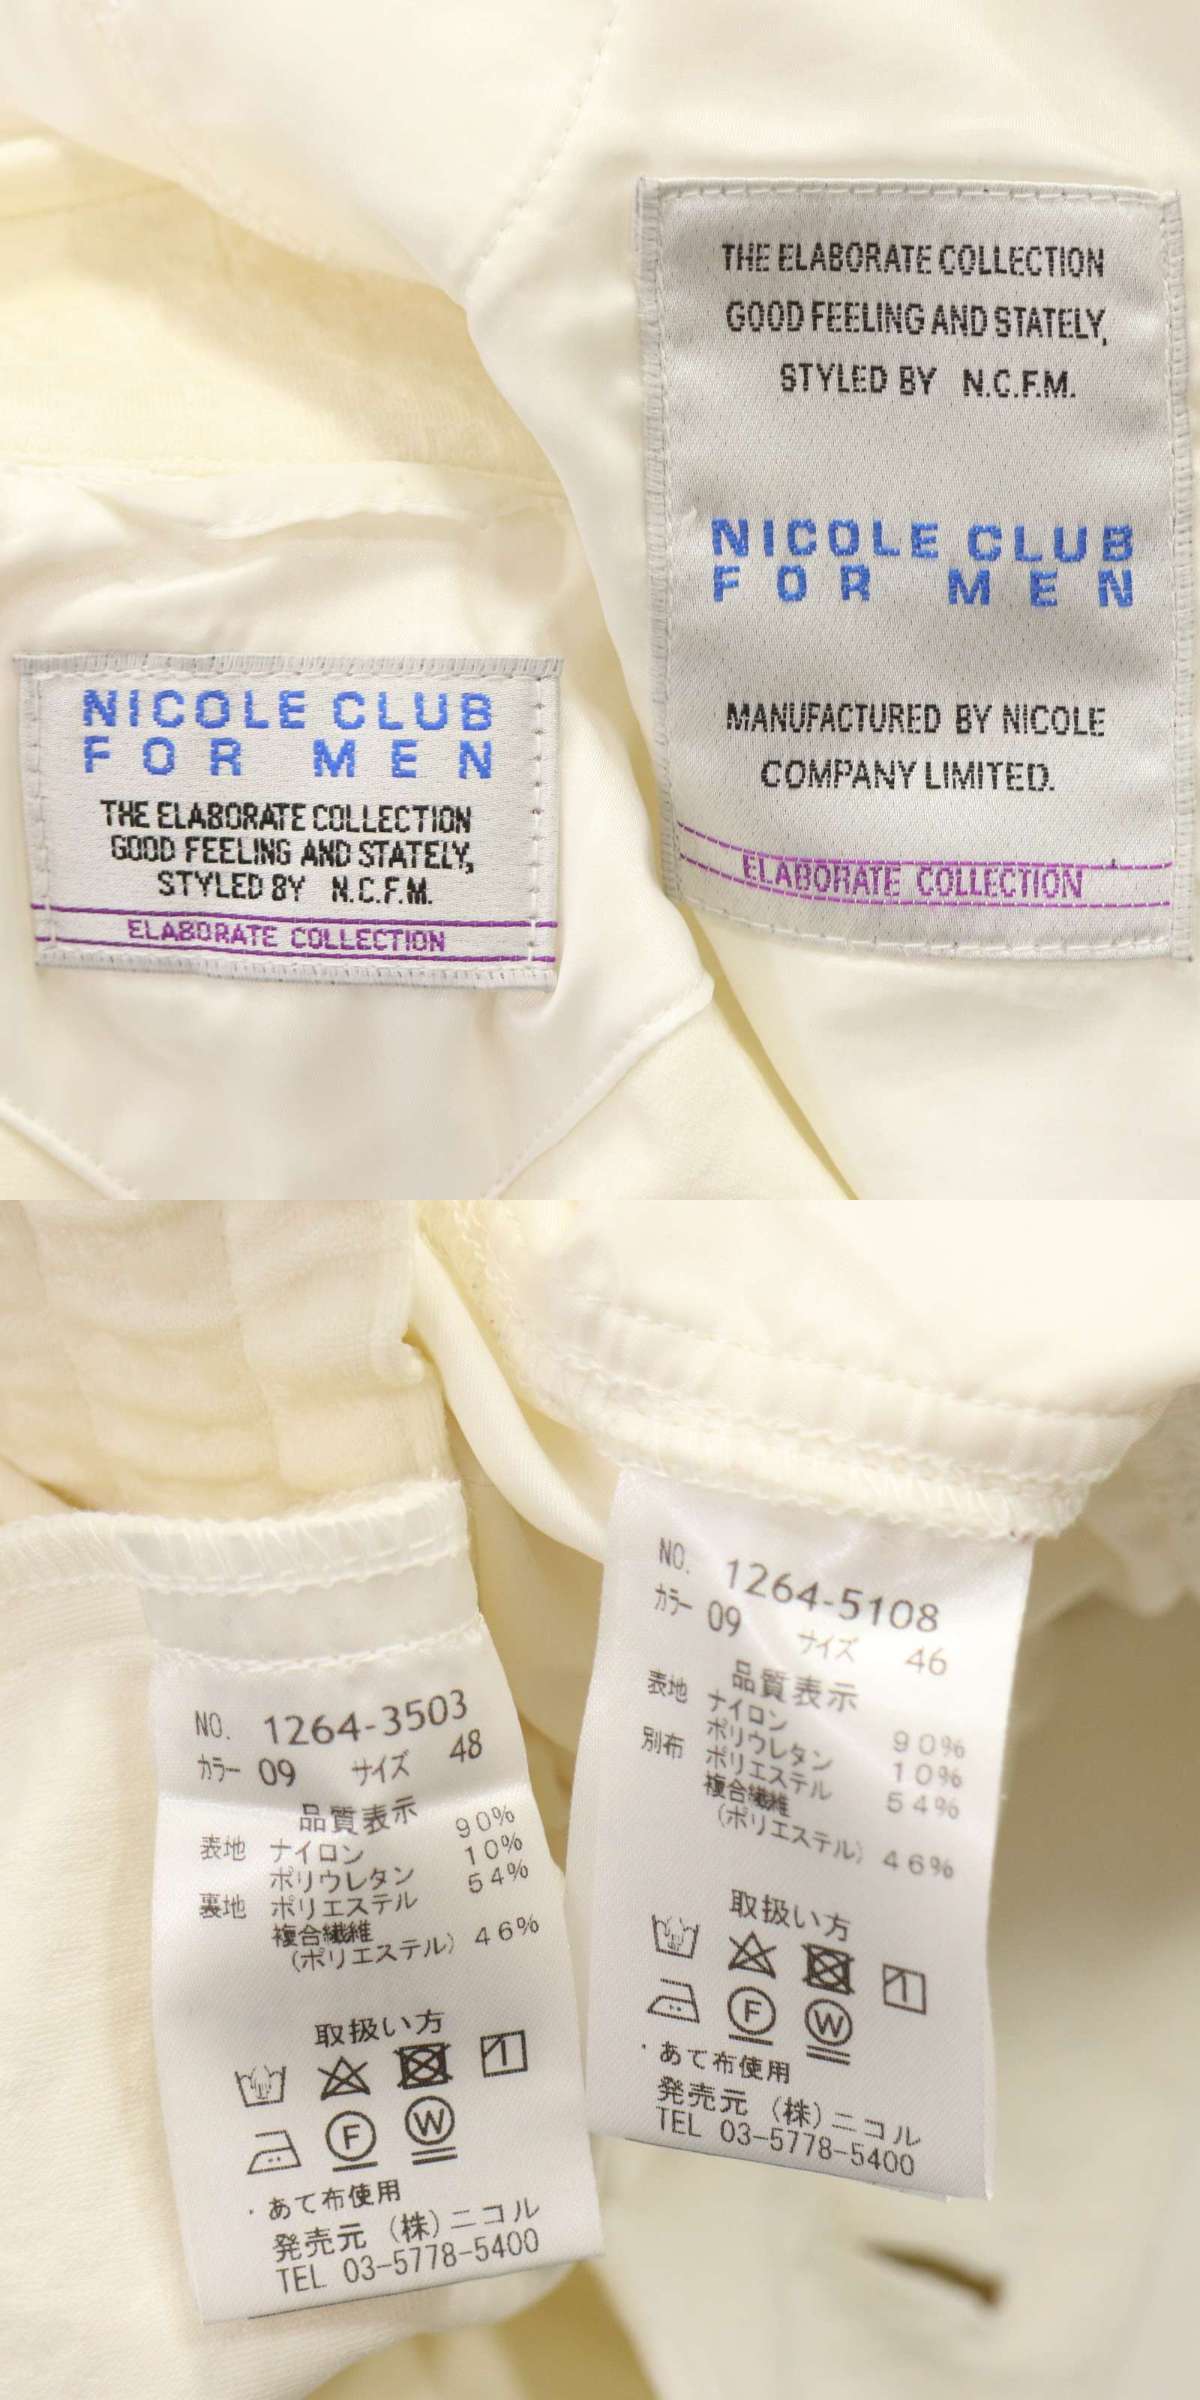 THE ELABORATE COLLECTION
GOOD FEELING AND STATELY,
STYLED BY N.C.F.M.
NICOLE CLUB
FOR MEN
MANUFACTURED BY NICOLE
COMPANY LIMITED.
ELABORATE COLLECTION
NICOLE CLUB
FOR MEN
THE ELABORATE COLLECTION
GOOD FEELING AND STATELY,
STYLED BY N.C.F.M.
ELABORATE COLLECTION
NO. 1264-5108
カラー 09 サイズ 46
品質表示
表地 ナイロン 90%
ポリウレタン 10%
別布 ポリエステル 54%
複合繊維
(ポリエステル) 46%
取扱い方
1
F W
・あて布使用
発売元 (株)ニコル
TEL 03-5778-5400
NO. 1264-3503
カラー 09 サイズ 48
品質表示
表地 ナイロン 90%
ポリウレタン 10%
裏地 ポリエステル 54%
複合繊維
(ポリエステル) 46%
取扱い方
1
F W
・あて布使用
発売元 (株)ニコル
TEL 03-5778-5400